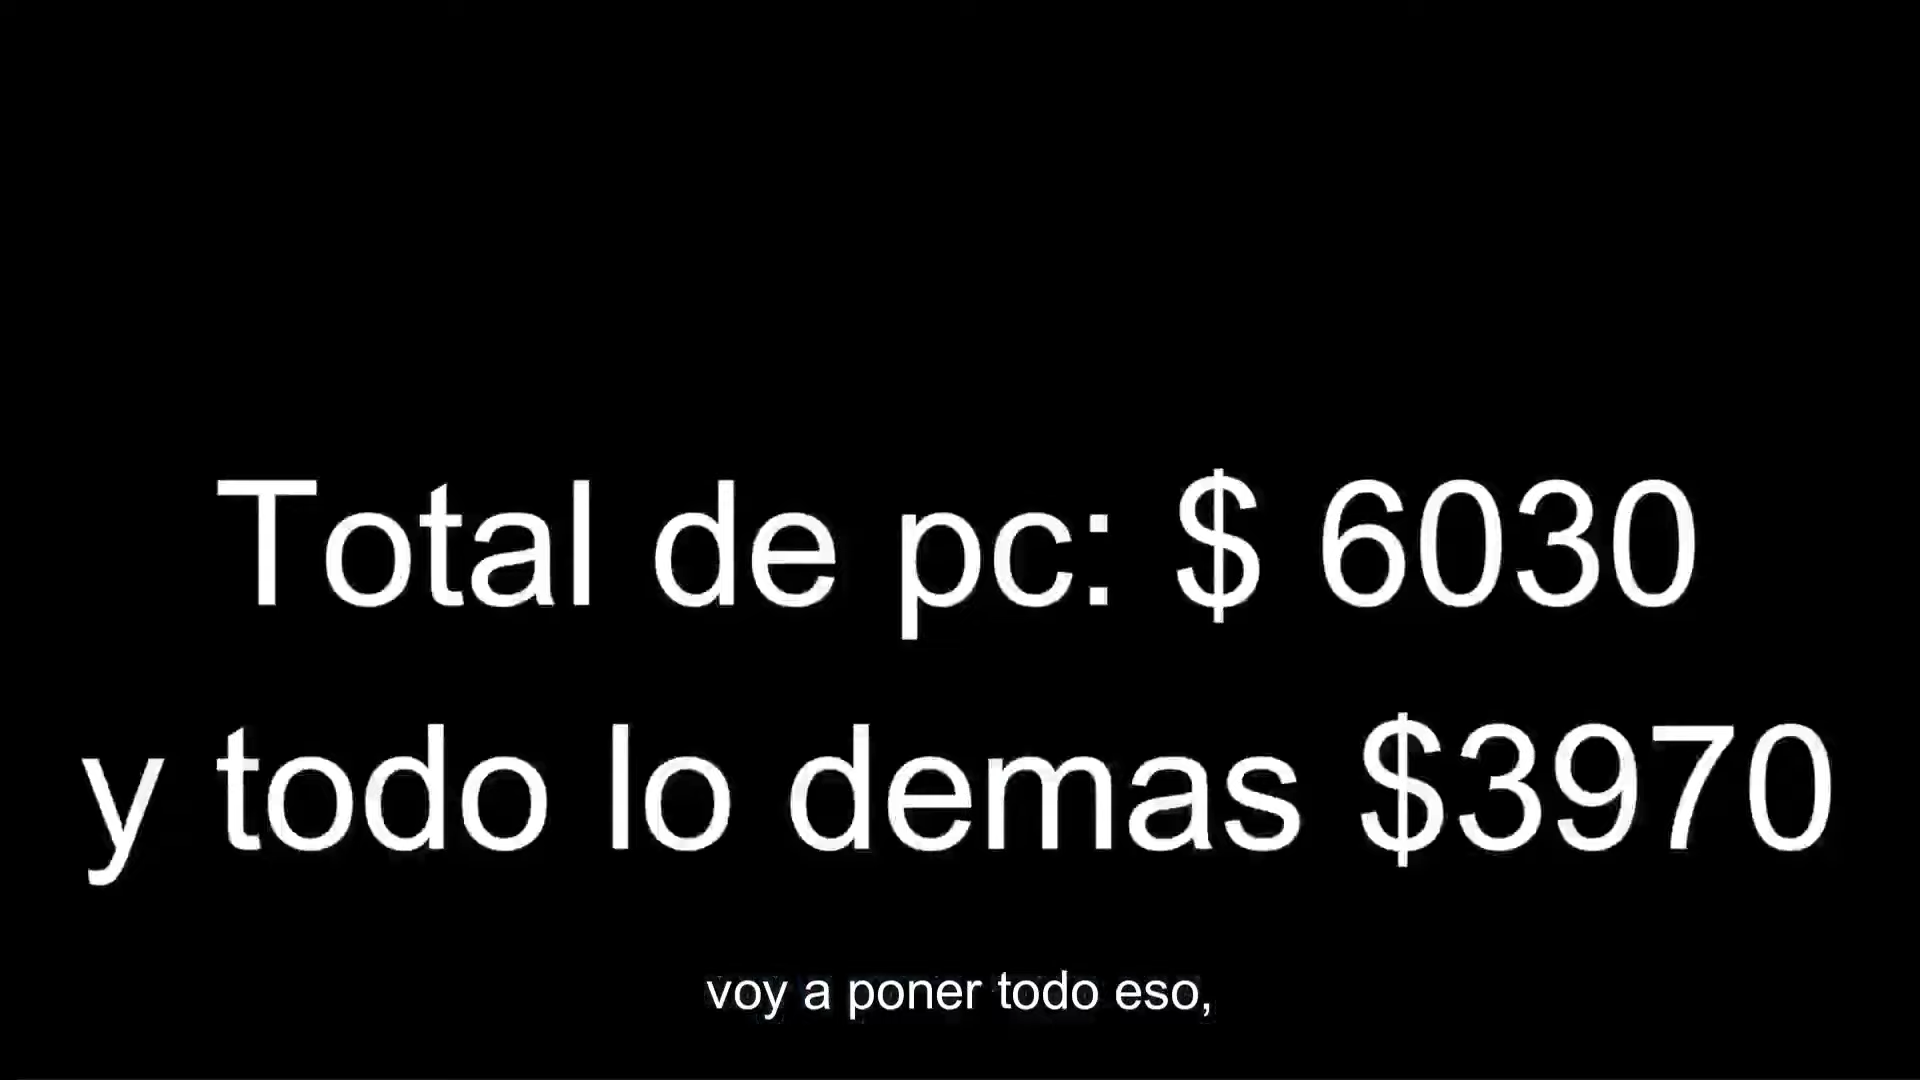 Total de pc: $ 6030
y todo lo demas $3970
voy a poner todo eso,